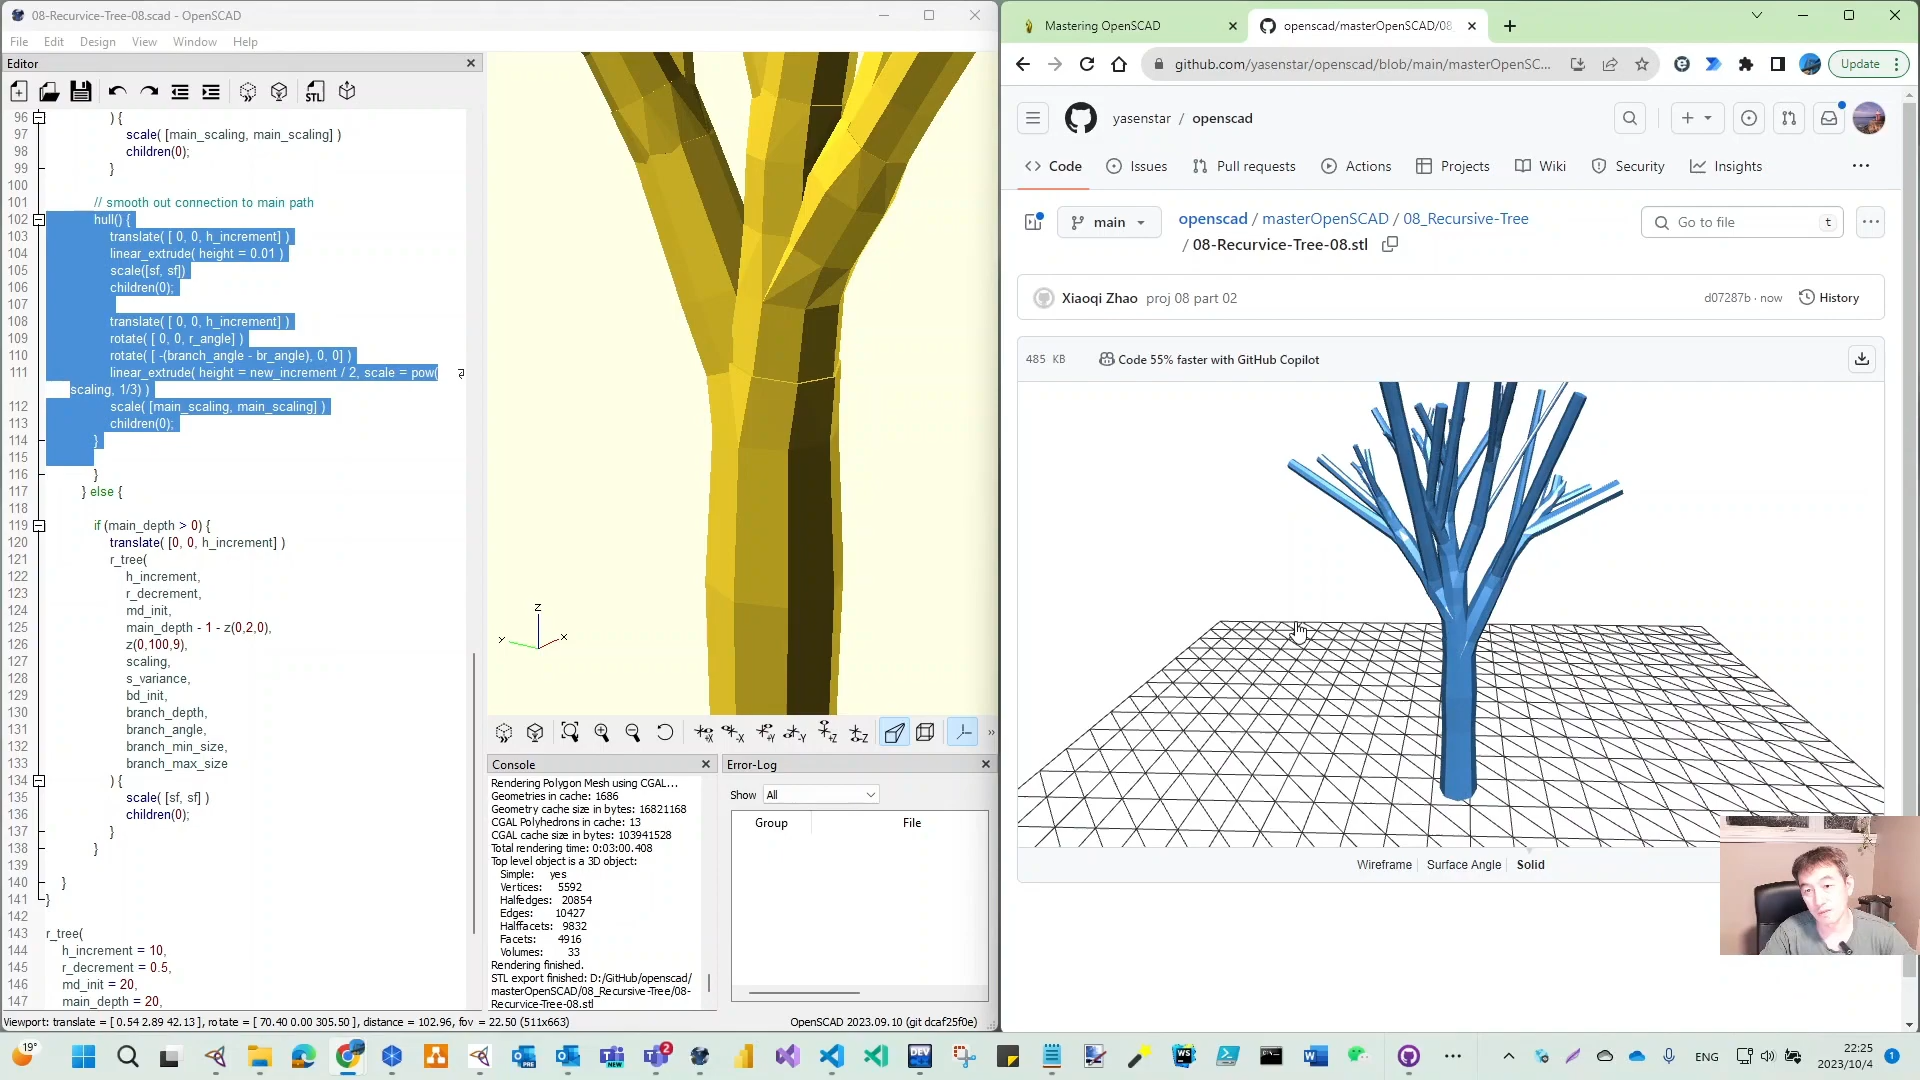 08-Recurvice-Tree-08.scad - OpenSCAD
File Edit Design View Window Help
Editor
96 ) {
97 scale( [main_scaling, main_scaling] )
98 children(0);
99 }
100
101 // smooth out connection to main path
102 hull() {
103 translate( [ 0, 0, h_increment] )
104 linear_extrude( height = 0.01 )
105 scale([sf, sf])
106 children(0);
107
108 translate( [ 0, 0, h_increment] )
109 rotate( [ 0, 0, r_angle] )
110 rotate( [ -(branch_angle - br_angle), 0, 0] )
111 linear_extrude( height = new_increment / 2, scale = pow(
scaling, 1/3) )
112 scale( [main_scaling, main_scaling] )
113 children(0);
114 }
115
116 }
117 } else {
118
119 if (main_depth > 0) {
120 translate( [0, 0, h_increment] )
121 r_tree(
122 h_increment,
123 r_decrement,
124 md_init,
125 main_depth - 1 - z(0,2,0),
126 z(0,100,9),
127 scaling,
128 s_variance,
129 bd_init,
130 branch_depth,
131 branch_angle,
132 branch_min_size,
133 branch_max_size
134 ) {
135 scale( [sf, sf] )
136 children(0);
137 }
138 }
139
140 }
141 }
142
143 r_tree(
144 h_increment = 10,
145 r_decrement = 0.5,
146 md_init = 20,
147 main_depth = 20,
z
y x
Console
Rendering Polygon Mesh using CGAL...
Geometries in cache: 1686
Geometry cache size in bytes: 16821168
CGAL Polyhedrons in cache: 13
CGAL cache size in bytes: 103941528
Total rendering time: 0:03:00.408
Top level object is a 3D object:
Simple: yes
Vertices: 5592
Halfedges: 20854
Edges: 10427
Halffacets: 9832
Facets: 4916
Volumes: 33
Rendering finished.
STL export finished: D:/GitHub/openscad/
masterOpenSCAD/08_Recursive-Tree/08-
Recurvice-Tree-08.stl
Error-Log
Show All
Group File
Viewport: translate = [ 0.54 2.89 42.13 ], rotate = [ 70.40 0.00 305.50 ], distance = 102.96, fov = 22.50 (511x663)
OpenSCAD 2023.09.10 (git dcaf25f0e)
Mastering OpenSCAD
openscad/masterOpenSCAD/08
github.com/yasenstar/openscad/blob/main/masterOpenSC...
Update
yasenstar / openscad
Code Issues Pull requests Actions Projects Wiki Security Insights
main
openscad / masterOpenSCAD / 08_Recursive-Tree
/ 08-Recurvice-Tree-08.stl
Go to file t
Xiaoqi Zhao proj 08 part 02
d07287b · now History
485 KB Code 55% faster with GitHub Copilot
Wireframe Surface Angle Solid
19°
ENG
22:25
2023/10/4